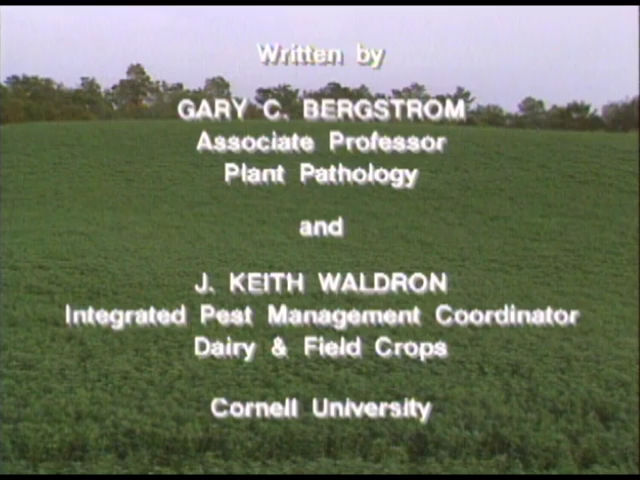 Written by
GARY C. BERGSTROM
Associate Professor
Plant Pathology
and
J. KEITH WALDRON
Integrated Pest Management Coordinator
Dairy & Field Crops
Cornell University